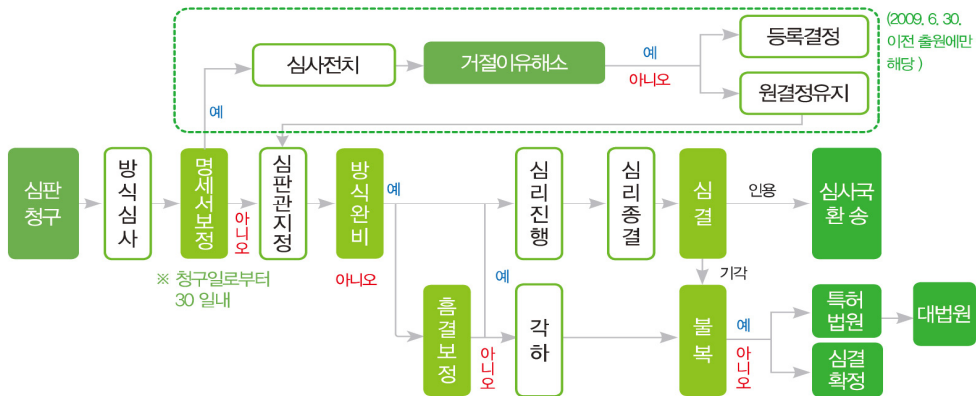 (2009. 6. 30.
이전 출원에만
해당 )
심사전치
거절이유해소
예
아니오
등록결정
원결정유지
예
심판
청구
방식심사
명세서보정
아니오
심판관지정
방식완비
예
심리진행
심리종결
심결
인용
심사국
환송
※ 청구일로부터
30 일내
아니오
예
기각
흠결보정
아니오
각하
불복
예
아니오
특허
법원
대법원
심결
확정